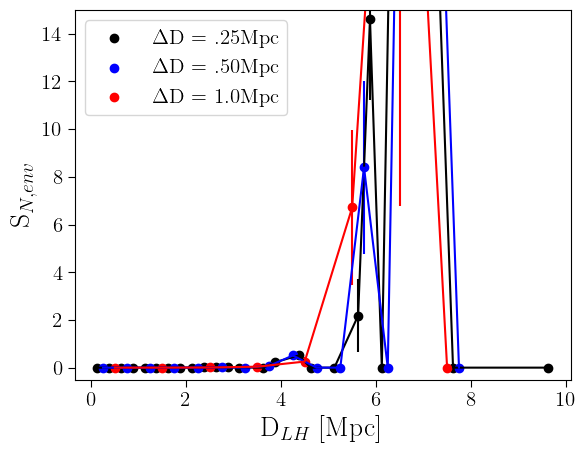 14
12
10
8
6
4
2
0
S_{N,env}
ΔD = .25Mpc
ΔD = .50Mpc
ΔD = 1.0Mpc
0 2 4 6 8 10
D_{LH} [Mpc]